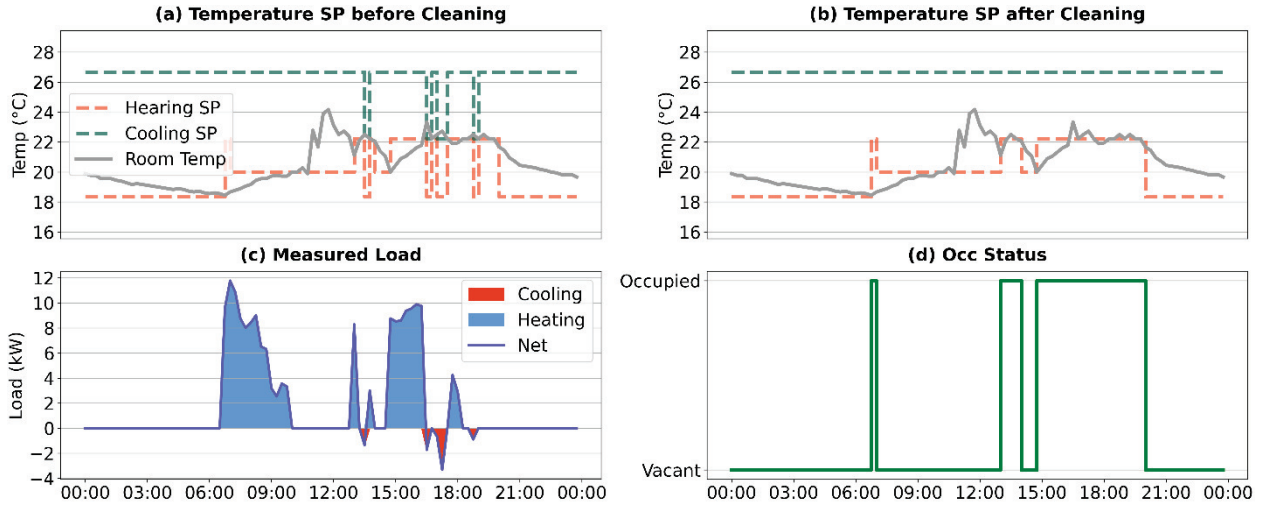 (a) Temperature SP before Cleaning
28
26
24
22
20
18
16
Temp (°C)
Hearing SP
Cooling SP
Room Temp
(b) Temperature SP after Cleaning
28
26
24
22
20
18
16
Temp (°C)
(c) Measured Load
12
10
8
6
4
2
0
−2
−4
Load (kW)
Cooling
Heating
Net
00:00 03:00 06:00 09:00 12:00 15:00 18:00 21:00 00:00
(d) Occ Status
Occupied
Vacant
00:00 03:00 06:00 09:00 12:00 15:00 18:00 21:00 00:00